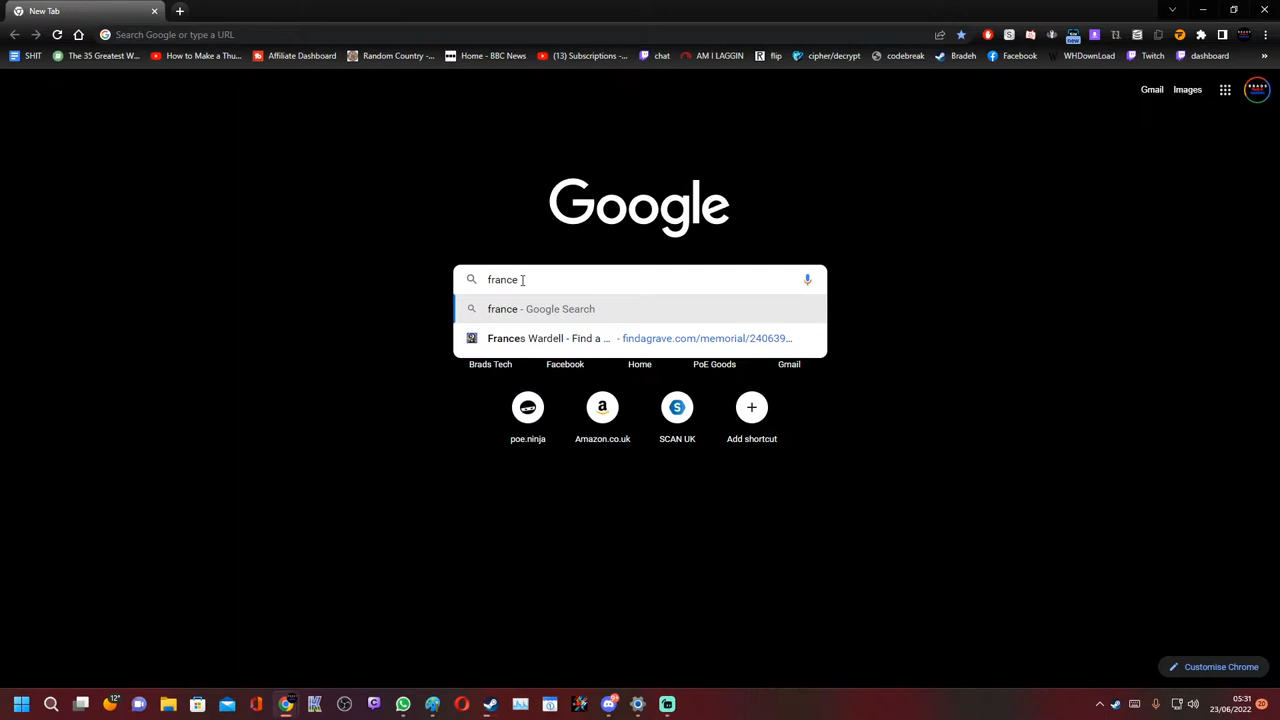 New Tab
Search Google or type a URL
SHIT
The 35 Greatest W...
How to Make a Thu...
Affiliate Dashboard
Random Country -...
Home - BBC News
(13) Subscriptions -...
chat
AM I LAGGIN
flip
cipher/decrypt
codebreak
Bradeh
Facebook
WHDownLoad
Twitch
dashboard
»
Gmail
Images
Google
france
france - Google Search
Frances Wardell - Find a ... - findagrave.com/memorial/240639...
Brads Tech
Facebook
Home
PoE Goods
Gmail
poe.ninja
Amazon.co.uk
SCAN UK
Add shortcut
Customise Chrome
12°
05:31
23/06/2022